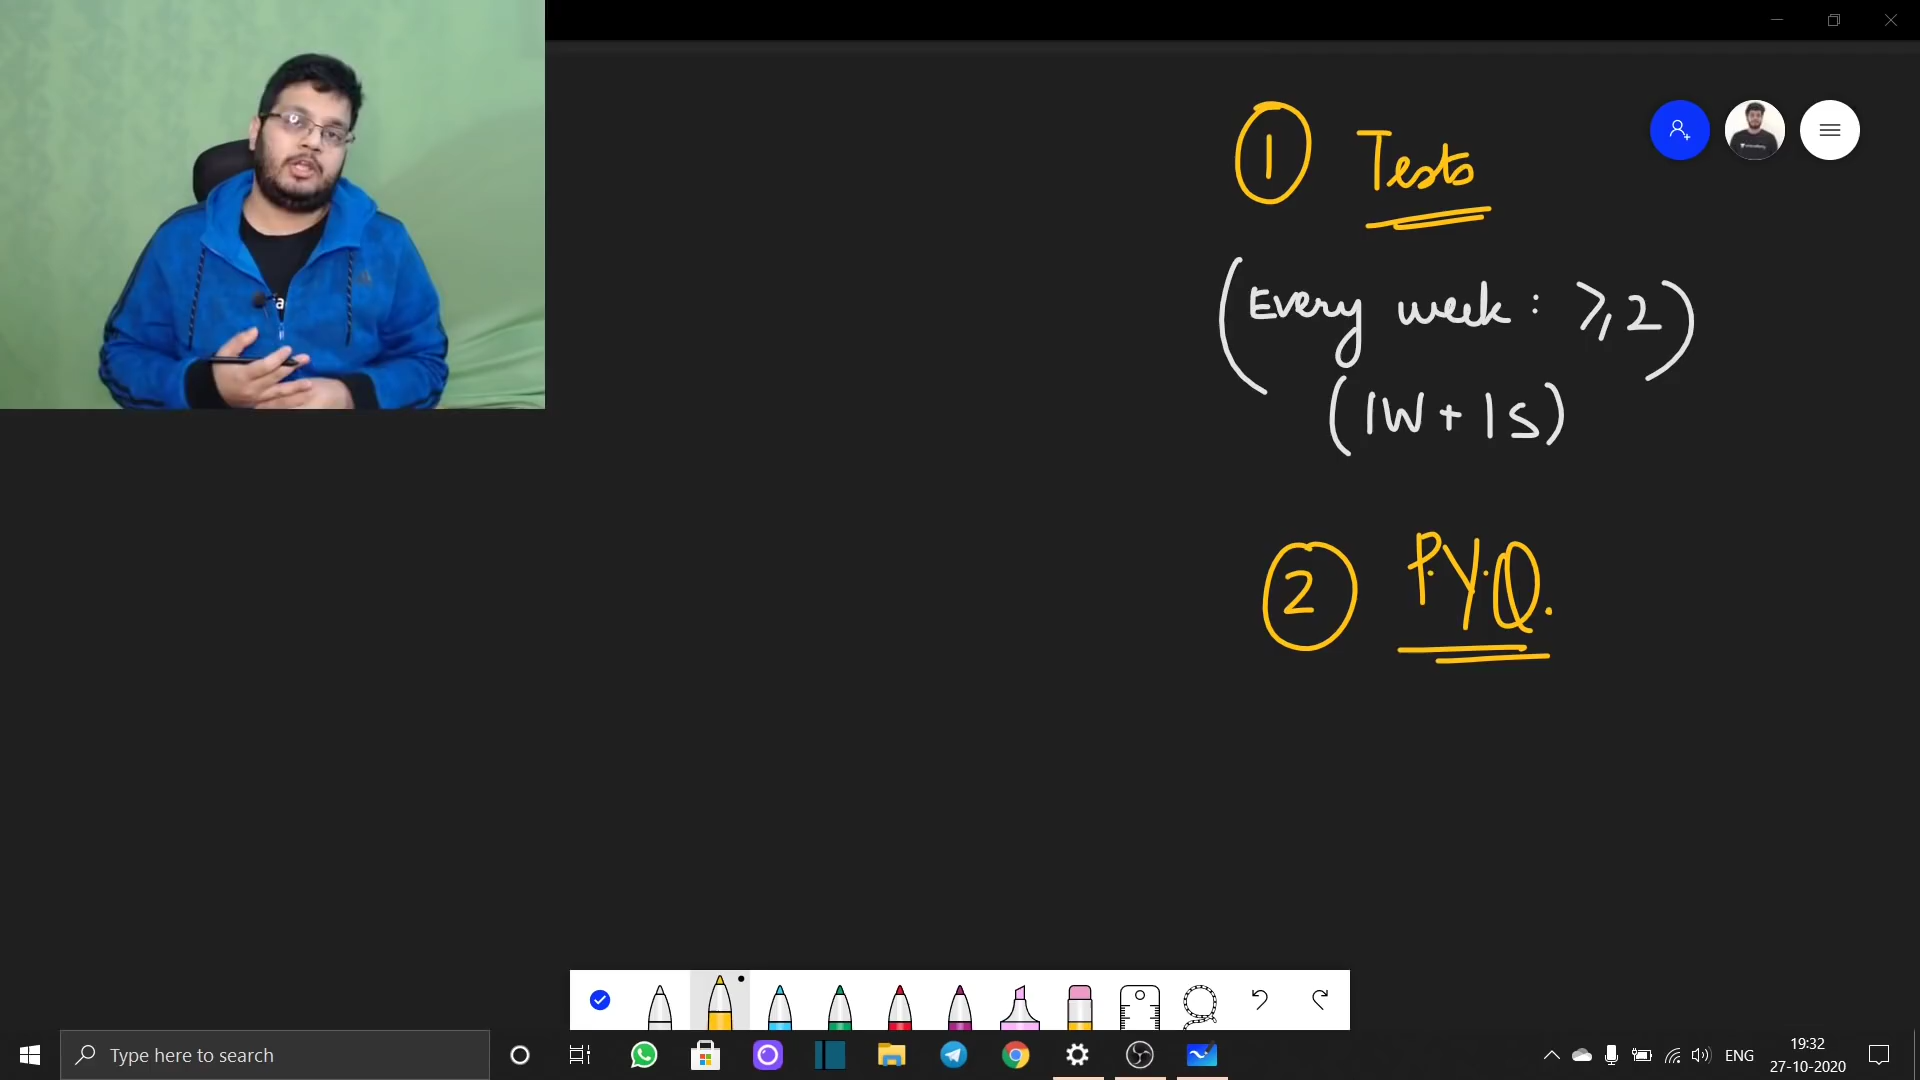 1 Tests
(Every week : ≥ 2)
(1W + 1S)
2 P.Y.Q.
a
Type here to search
ENG
19:32
27-10-2020